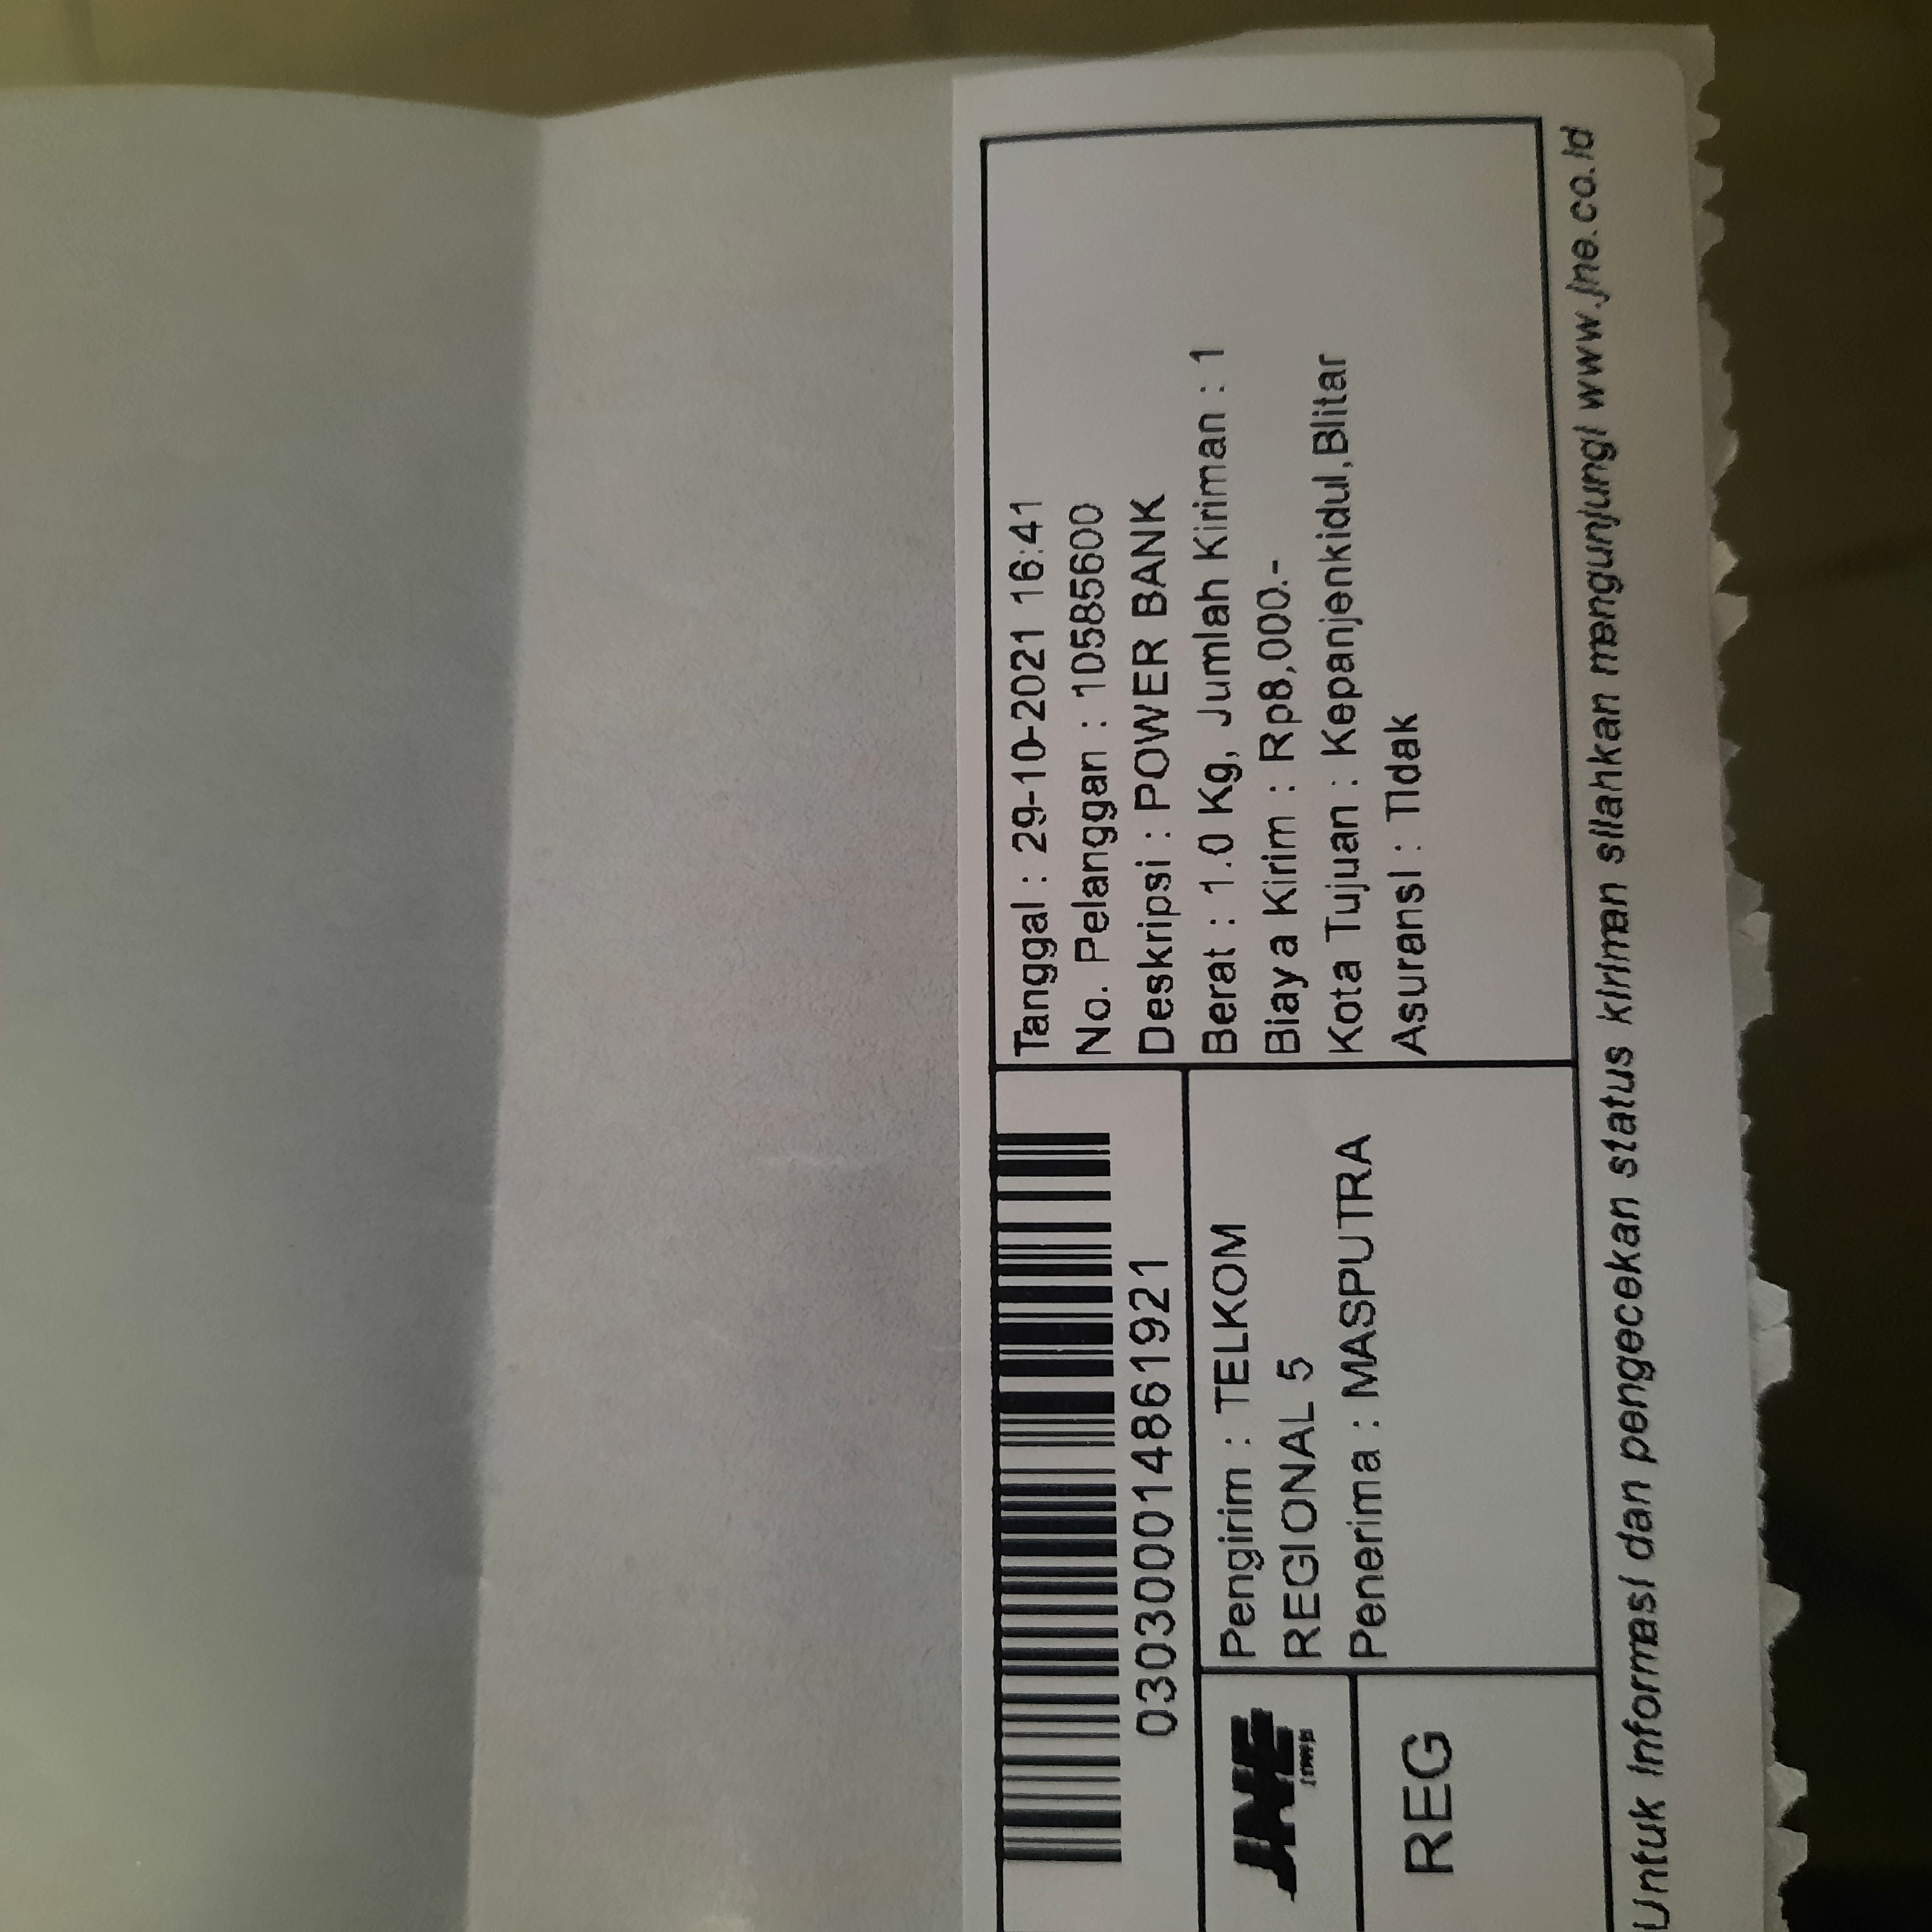 030300014861921
JNE
REG
Pengirim : TELKOM
REGIONAL 5
Penerima : MASPUTRA
Tanggal : 29-10-2021 16:41
No. Pelanggan : 10585600
Deskripsi : POWER BANK
Berat : 1.0 Kg, Jumlah Kiriman : 1
Biaya Kirim : Rp8,000.-
Kota Tujuan : Kepanjenkidul,Blitar
Asuransi : Tidak
Untuk informasi dan pengecekan status kiriman silahkan mengunjungi www.jne.co.id